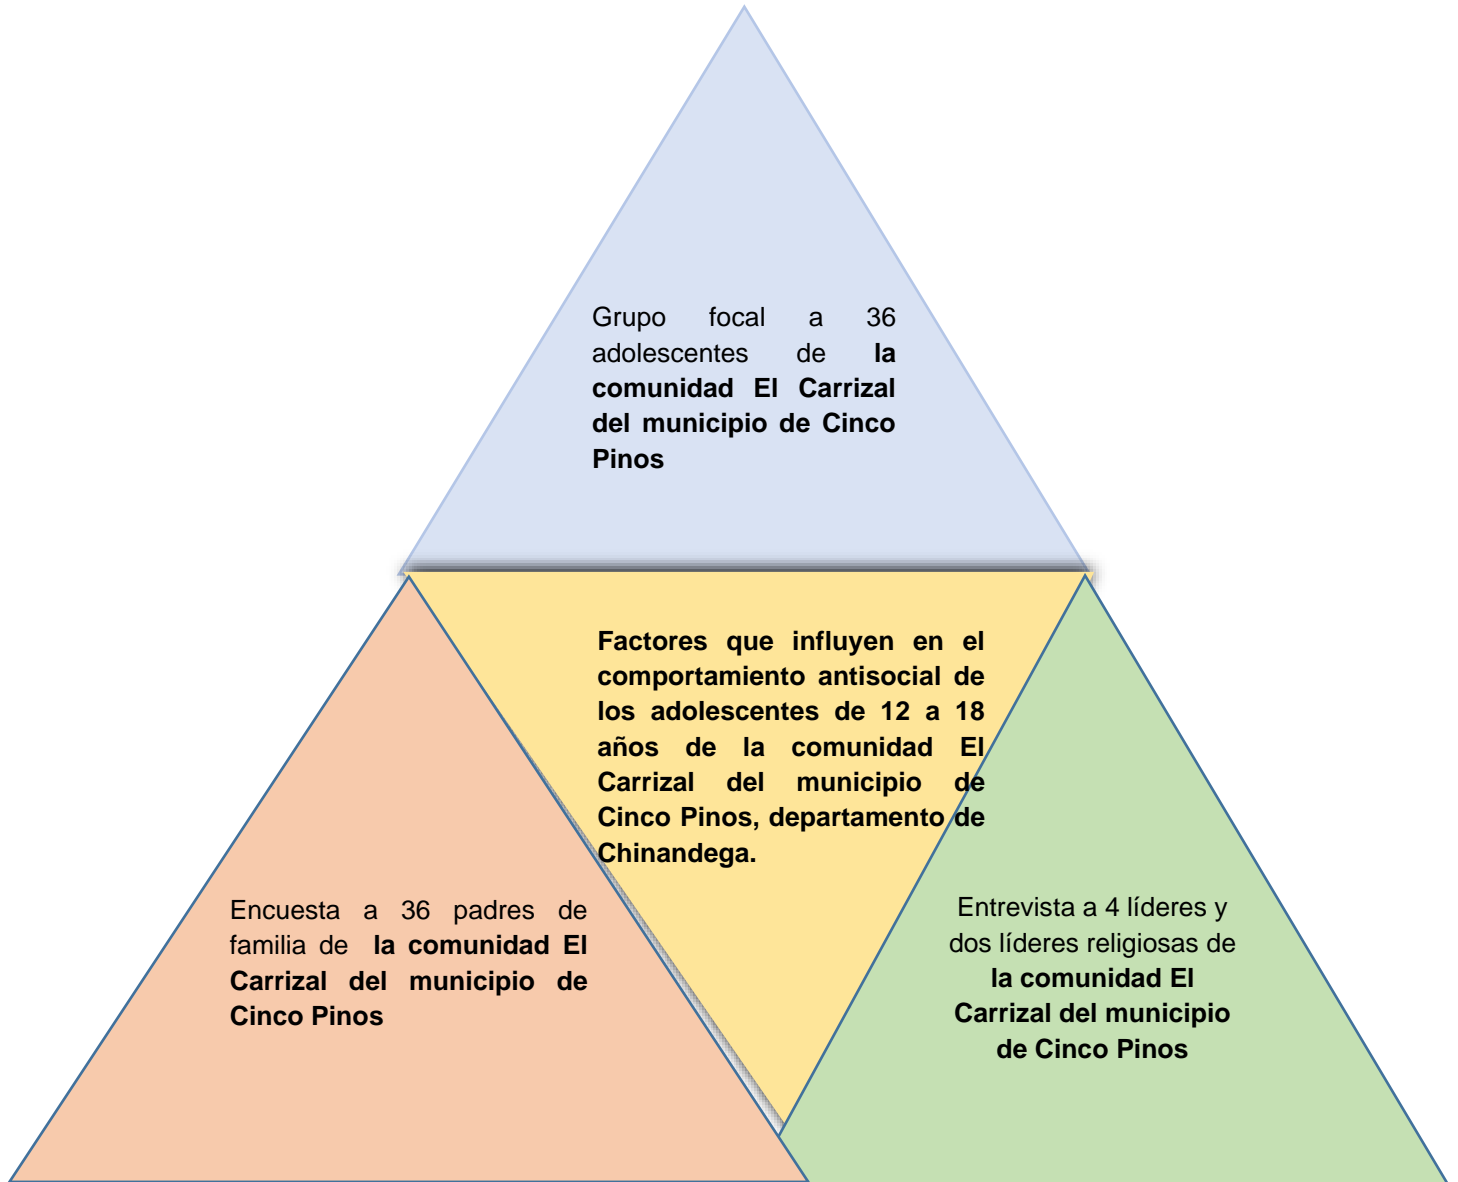 Grupo focal a 36
adolescentes de la
comunidad El Carrizal
del municipio de Cinco
Pinos
Factores que influyen en el
comportamiento antisocial de
los adolescentes de 12 a 18
años de la comunidad El
Carrizal del municipio de
Cinco Pinos, departamento de
Chinandega.
Encuesta a 36 padres de
familia de la comunidad El
Carrizal del municipio de
Cinco Pinos
Entrevista a 4 líderes y
dos líderes religiosas de
la comunidad El
Carrizal del municipio
de Cinco Pinos